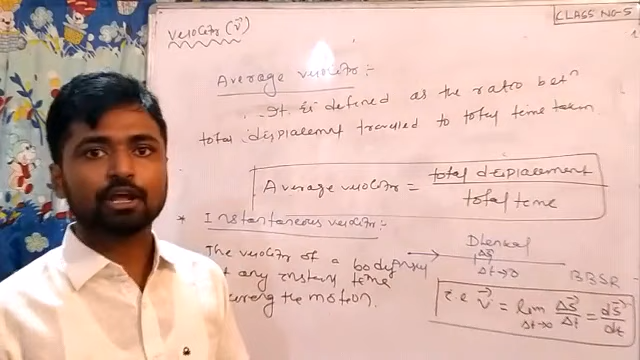 CLASS NO-5
velocity (v⃗)
Average velocity :-
It is defined as the ratio betn
total displacement travelled to total time taken
Average velocity = total displacement / total time
* Instantaneous velocity :-
The velocity of a body
at any instant time
during the motion.
Dhenkal
Δs
Δt→0
BBSR
i.e v⃗ = lim Δt→0 Δs⃗/Δt = ds⃗/dt